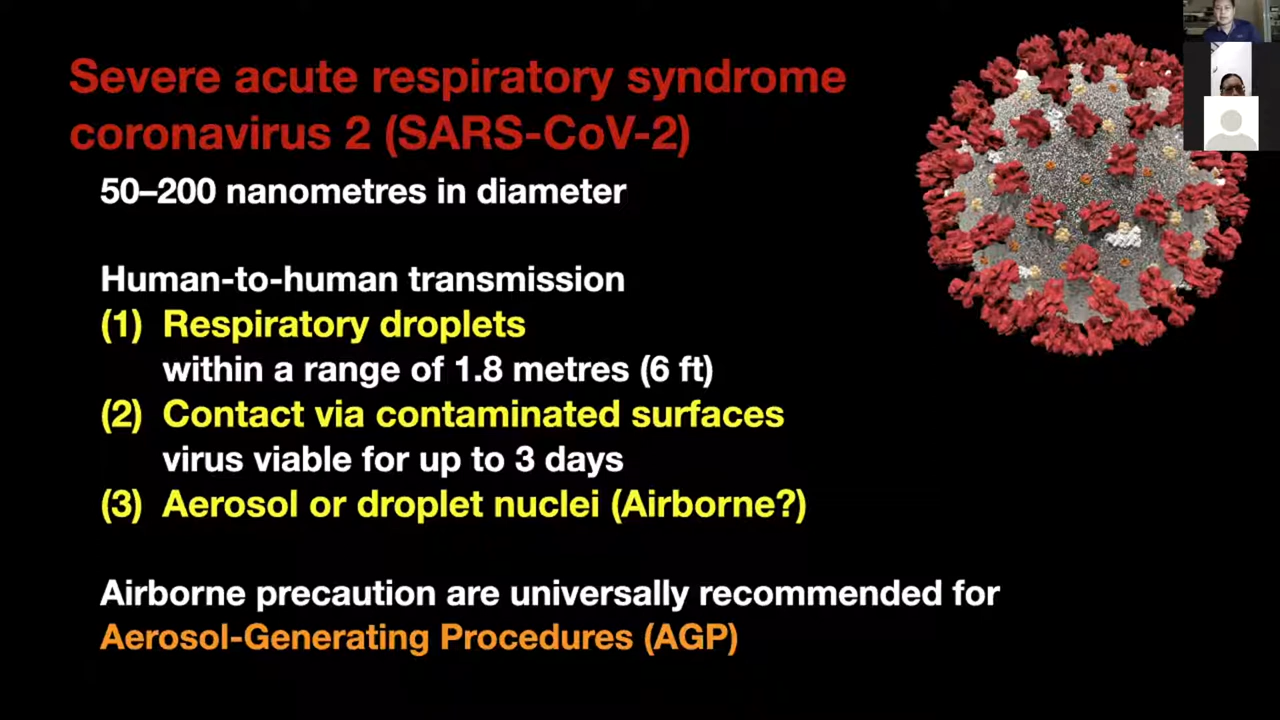 Severe acute respiratory syndrome
coronavirus 2 (SARS-CoV-2)
50–200 nanometres in diameter
Human-to-human transmission
(1) Respiratory droplets
within a range of 1.8 metres (6 ft)
(2) Contact via contaminated surfaces
virus viable for up to 3 days
(3) Aerosol or droplet nuclei (Airborne?)
Airborne precaution are universally recommended for
Aerosol-Generating Procedures (AGP)